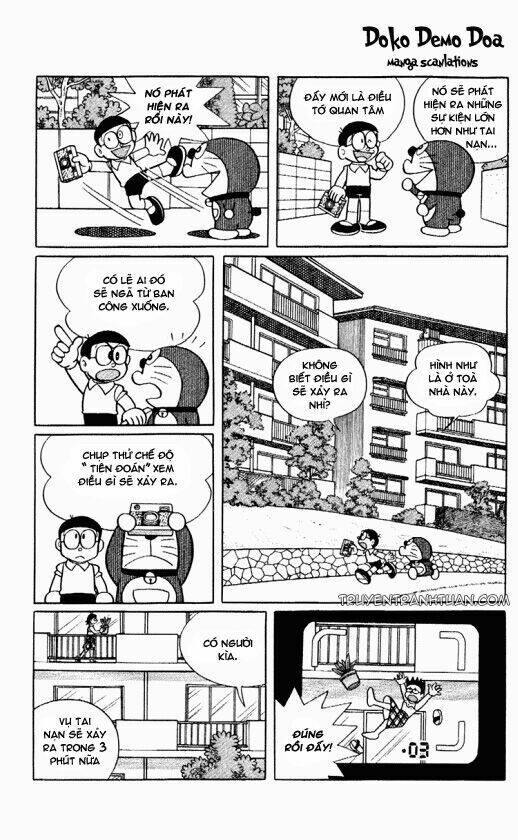 DOKO DEMO DOA
MANGA SCANLATIONS
NÓ PHÁT
HIỆN RA
RỒI NÀY!
ĐẤY MỚI LÀ ĐIỀU
TỚ QUAN TÂM
NÓ SẼ PHÁT
HIỆN RA NHỮNG
SỰ KIỆN LỚN
HƠN NHƯ TAI
NẠN...
CÓ LẼ AI ĐÓ
SẼ NGÃ TỪ BAN
CÔNG XUỐNG.
KHÔNG
BIẾT ĐIỀU GÌ
SẼ XẢY RA
NHỈ?
HÌNH NHƯ
LÀ Ở TOÀ
NHÀ NÀY.
CHỤP THỬ CHẾ ĐỘ
"TIÊN ĐOÁN" XEM
ĐIỀU GÌ SẼ XẢY RA.
TRUYENTRANHTUAN.COM
CÓ NGƯỜI
KÌA.
VỤ TAI
NẠN SẼ XẢY
RA TRONG 3
PHÚT NỮA
ĐÚNG
RỒI ĐẤY!
03